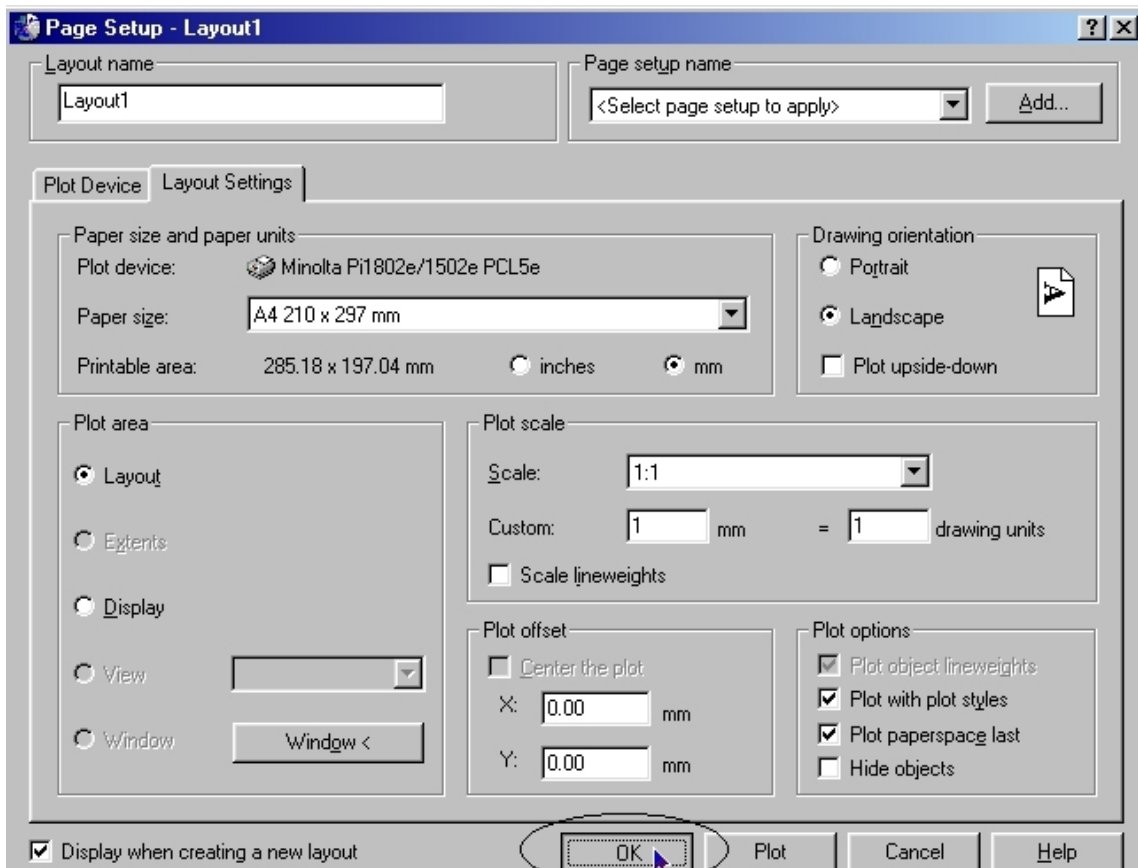 Page Setup - Layout1
Layout name
Layout1
Page setup name
<Select page setup to apply>
Add...
Plot Device
Layout Settings
Paper size and paper units
Plot device: Minolta Pi1802e/1502e PCL5e
Paper size: A4 210 x 297 mm
Printable area: 285.18 x 197.04 mm inches mm
Drawing orientation
Portrait
Landscape
A
Plot upside-down
Plot area
Layout
Extents
Display
View
Window Window <
Plot scale
Scale: 1:1
Custom: 1 mm = 1 drawing units
Scale lineweights
Plot offset
Center the plot
X: 0.00 mm
Y: 0.00 mm
Plot options
Plot object lineweights
Plot with plot styles
Plot paperspace last
Hide objects
Display when creating a new layout
OK Plot Cancel Help